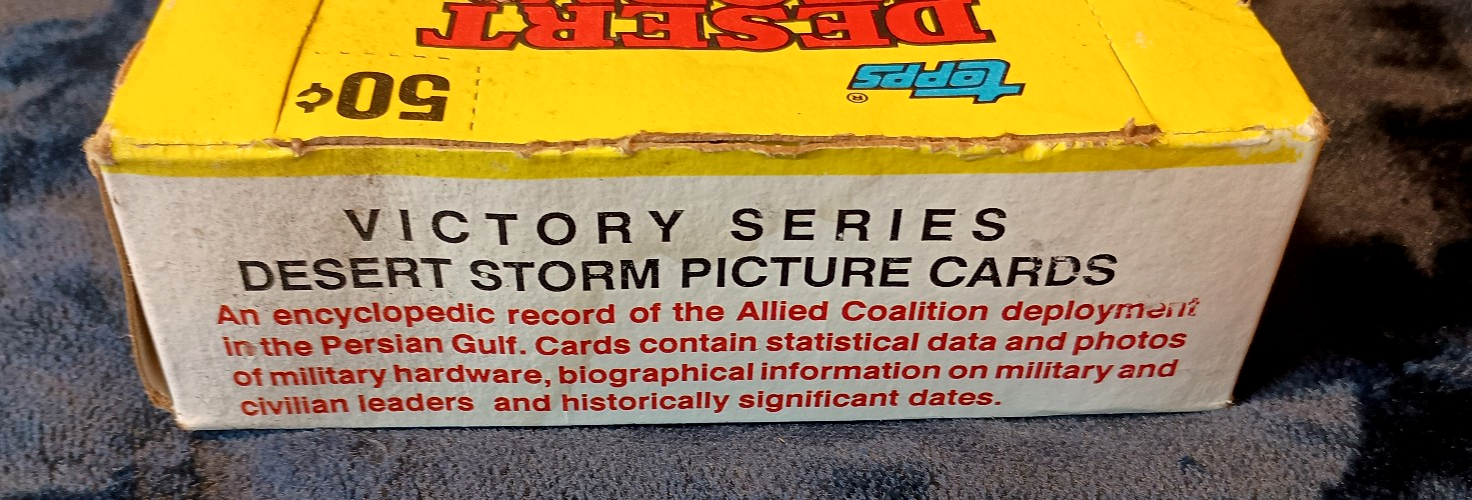 DESERT
topps®
50¢
VICTORY SERIES
DESERT STORM PICTURE CARDS
An encyclopedic record of the Allied Coalition deployment
in the Persian Gulf. Cards contain statistical data and photos
of military hardware, biographical information on military and
civilian leaders and historically significant dates.